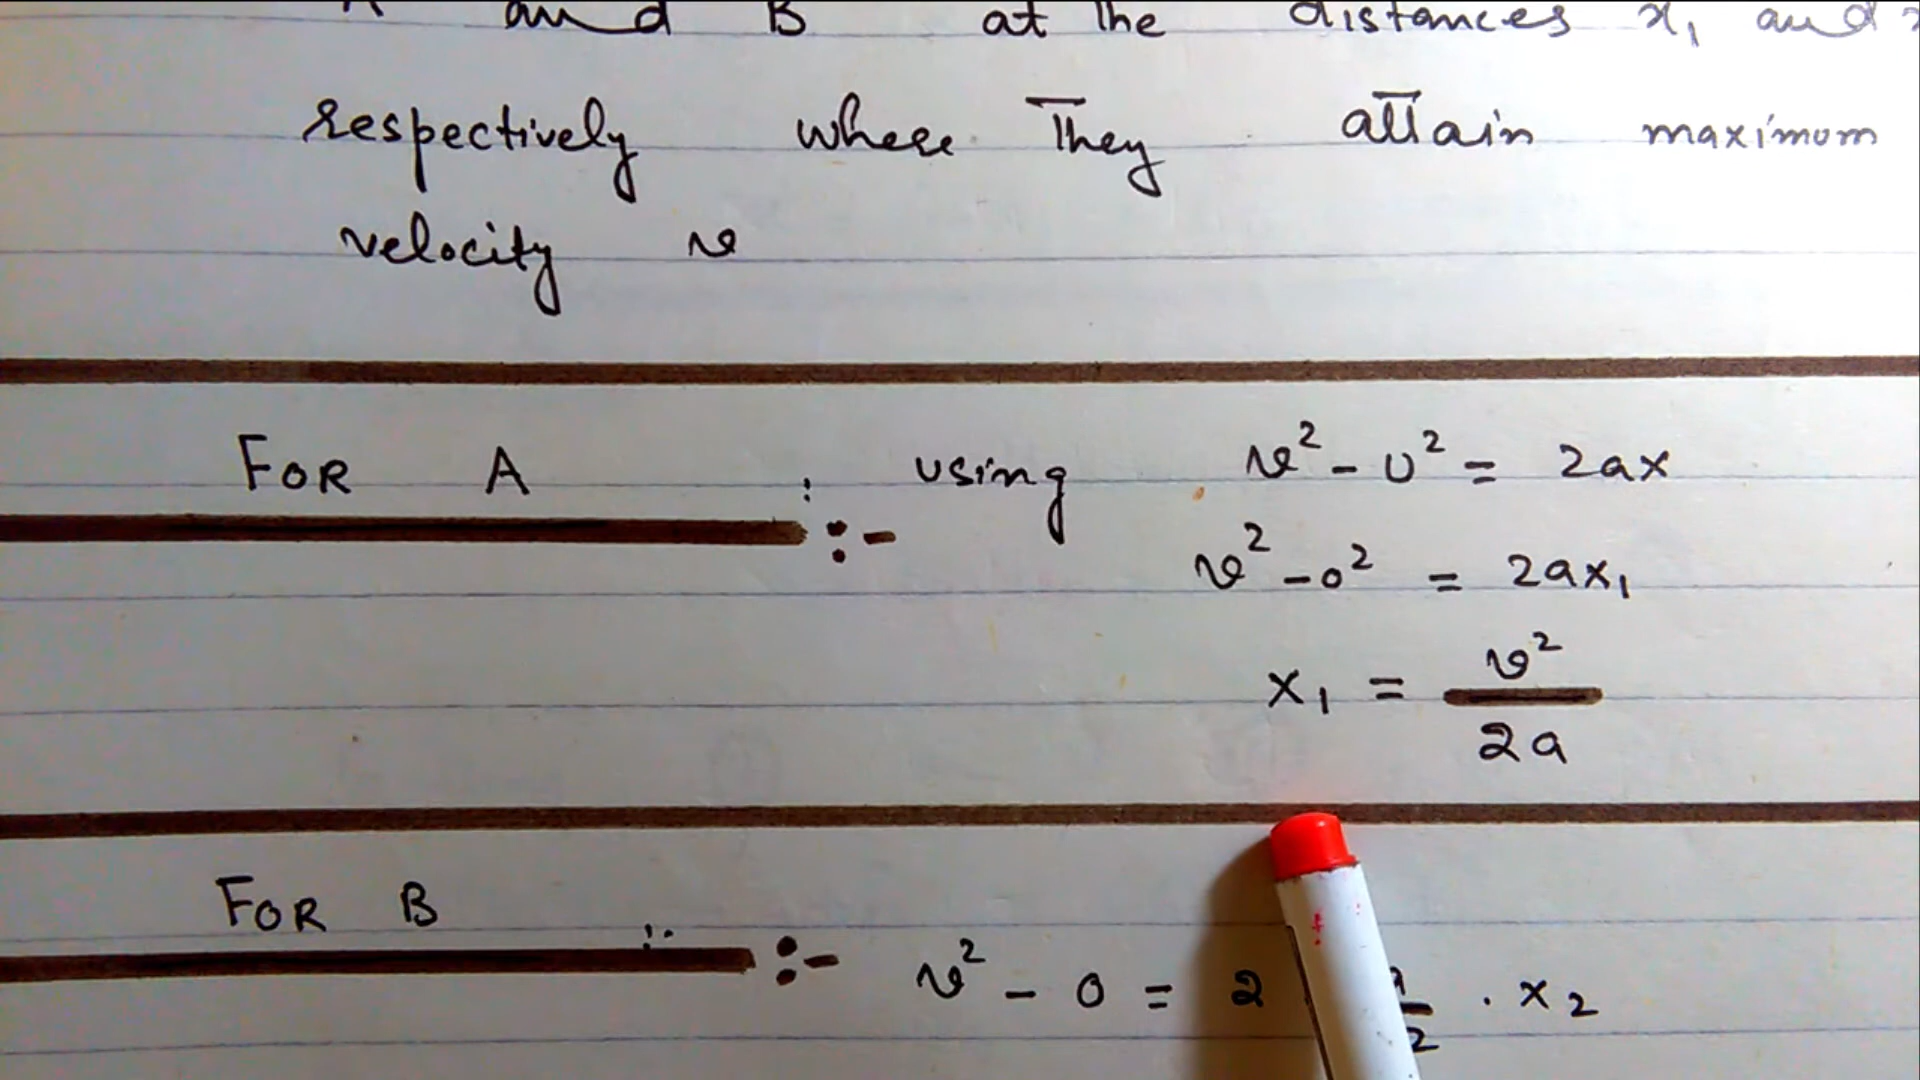 and B at the distances x₁ and
respectively where They attain maximum
velocity v
FOR A :- using v² - u² = 2ax
v² - 0² = 2ax₁
x₁ = v² / 2a
FOR B :- v² - 0 = 2 / 2 . x₂